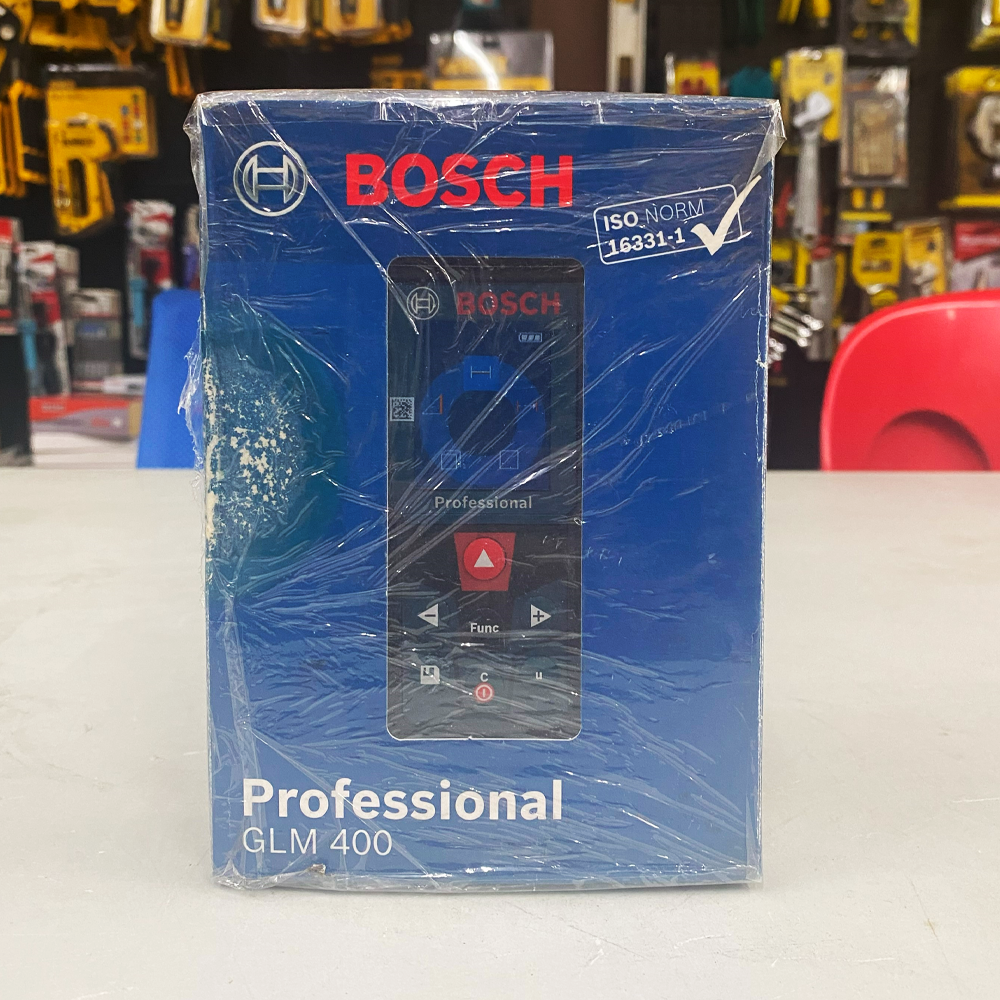 BOSCH
ISO NORM
16331-1
BOSCH
Professional
Func
C
u
Professional
GLM 400